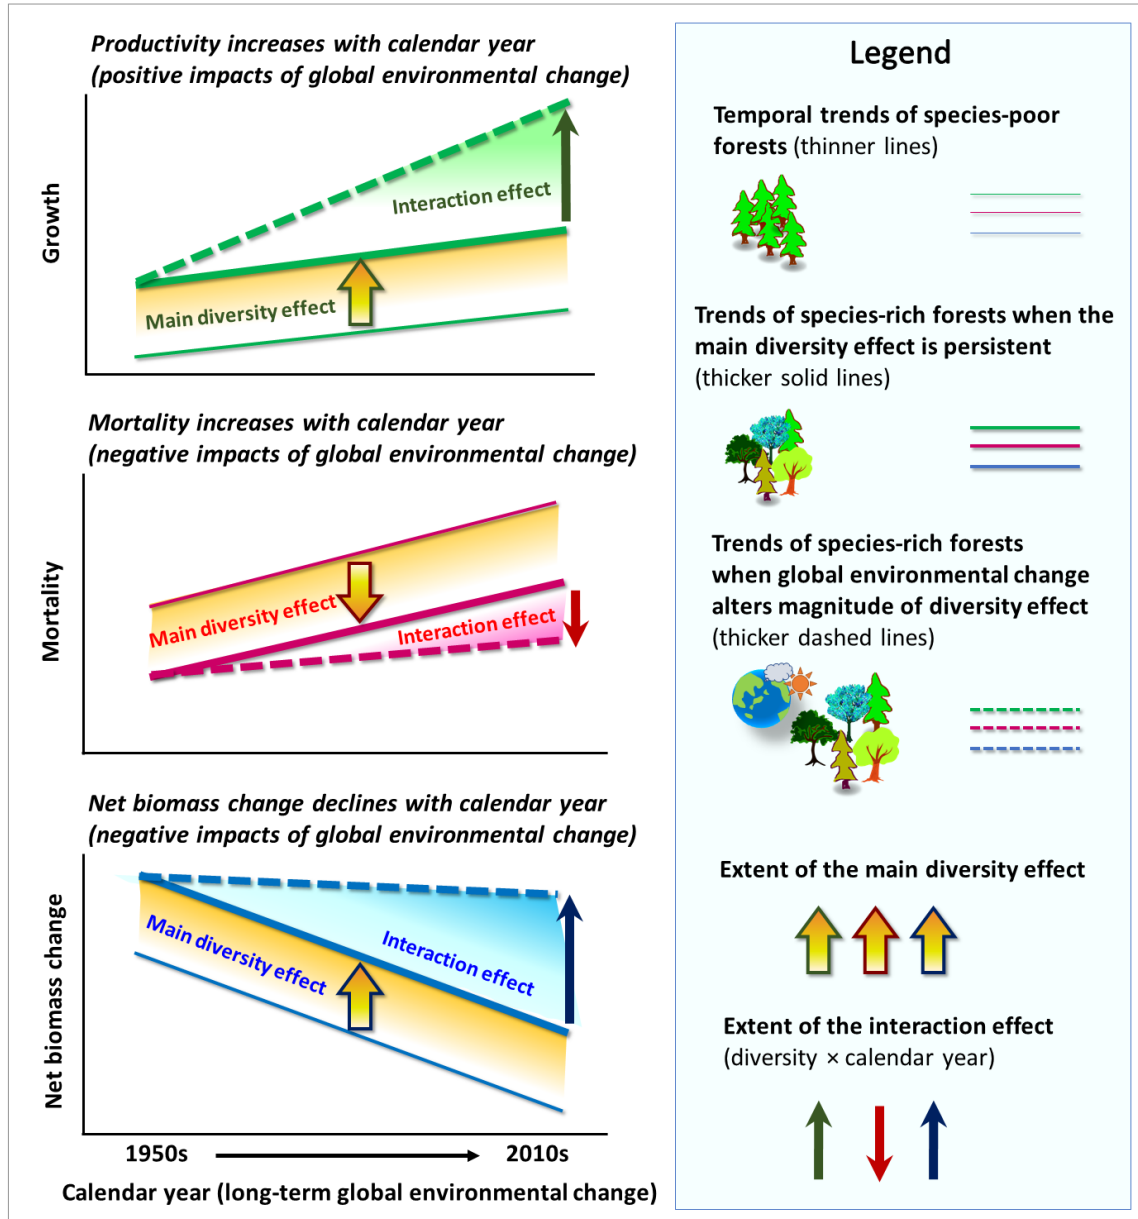 Productivity increases with calendar year
(positive impacts of global environmental change)
Growth
Interaction effect
Main diversity effect
Mortality increases with calendar year
(negative impacts of global environmental change)
Mortality
Main diversity effect
Interaction effect
Net biomass change declines with calendar year
(negative impacts of global environmental change)
Net biomass change
Main diversity effect
Interaction effect
1950s
2010s
Calendar year (long-term global environmental change)
Legend
Temporal trends of species-poor
forests (thinner lines)
Trends of species-rich forests when the
main diversity effect is persistent
(thicker solid lines)
Trends of species-rich forests
when global environmental change
alters magnitude of diversity effect
(thicker dashed lines)
Extent of the main diversity effect
Extent of the interaction effect
(diversity × calendar year)